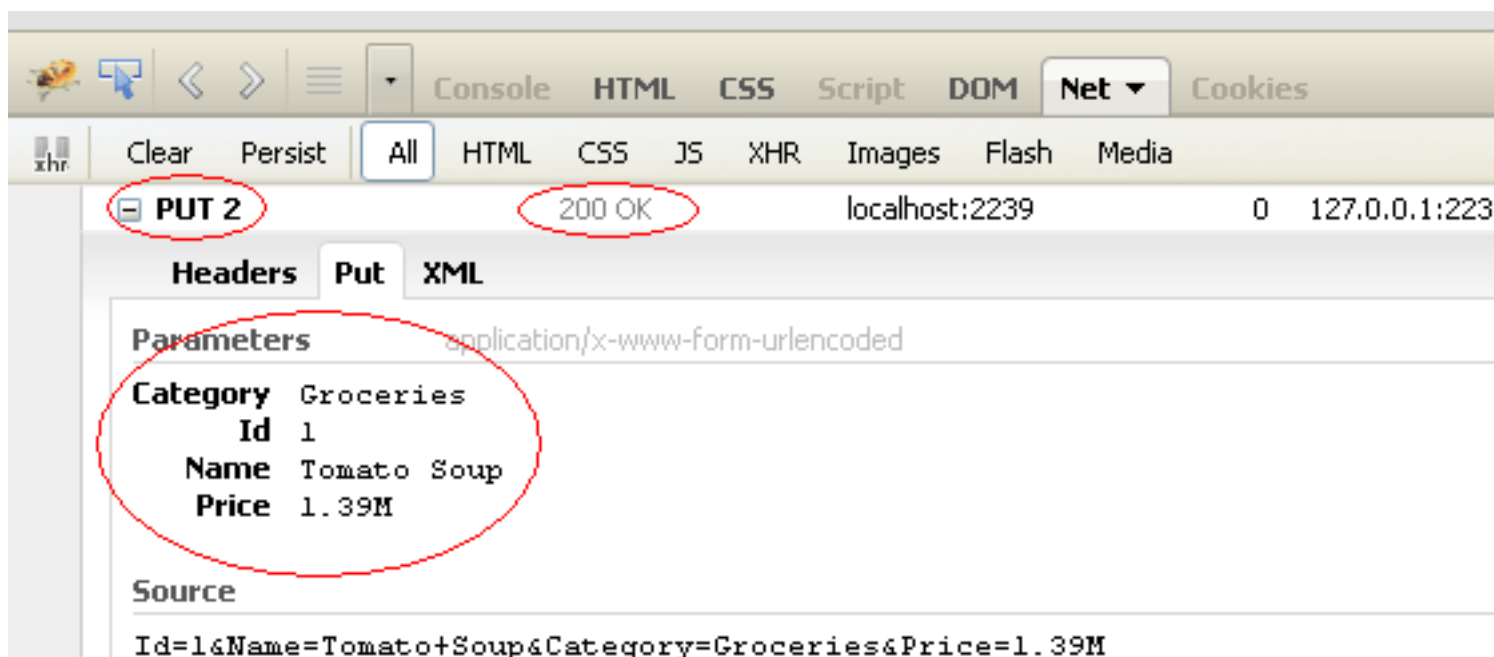 Console HTML CSS Script DOM Net Cookies
xhr Clear Persist All HTML CSS JS XHR Images Flash Media
PUT 2 200 OK localhost:2239 0 127.0.0.1:223
Headers Put XML
Parameters application/x-www-form-urlencoded
Category Groceries
Id 1
Name Tomato Soup
Price 1.39M
Source
Id=1&Name=Tomato+Soup&Category=Groceries&Price=1.39M